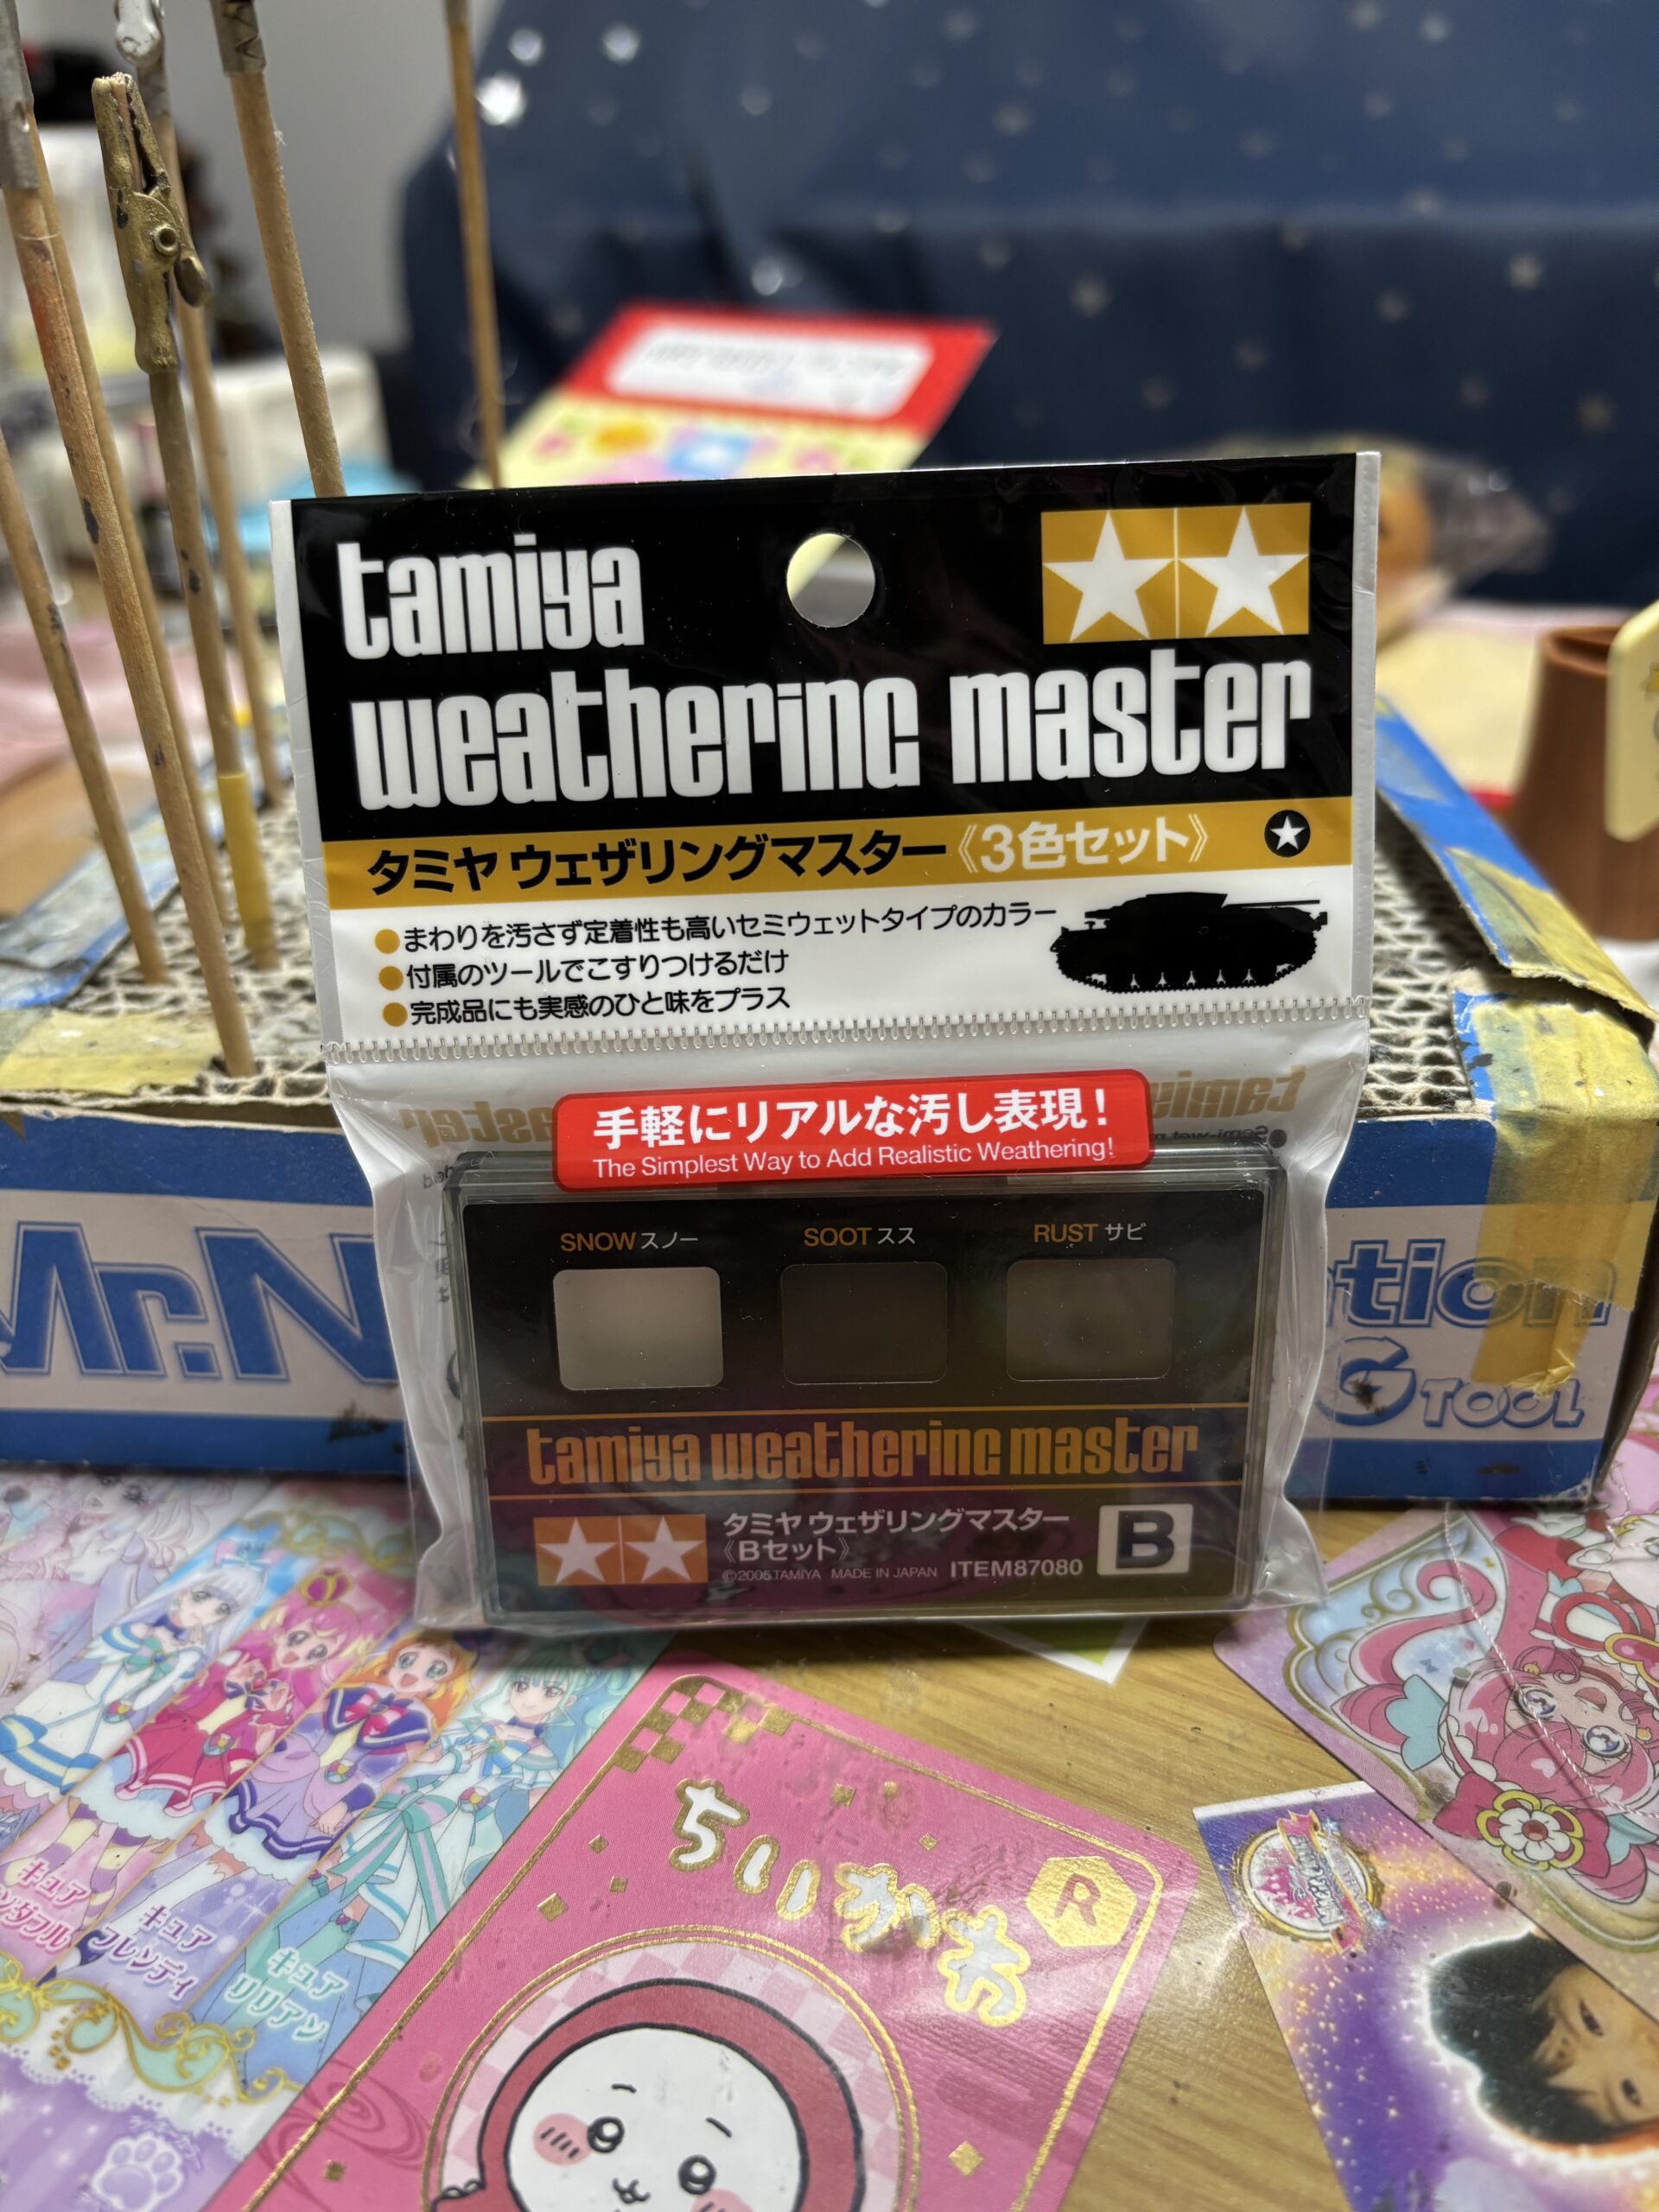 tamiya
weathering master
タミヤ ウェザリングマスター《3色セット》
まわりを汚さず定着性も高いセミウェットタイプのカラー
付属のツールでこすりつけるだけ
完成品にも実感のひと味をプラス
手軽にリアルな汚し表現！
The Simplest Way to Add Realistic Weathering!
SNOW スノー
SOOT スス
RUST サビ
tamiya weathering master
タミヤ ウェザリングマスター
《Bセット》
©2005 TAMIYA MADE IN JAPAN ITEM87080
B
Mr.N
tion
G TOOL
キュア
フレンディ
キュア
リリアン
ちいかわ
R